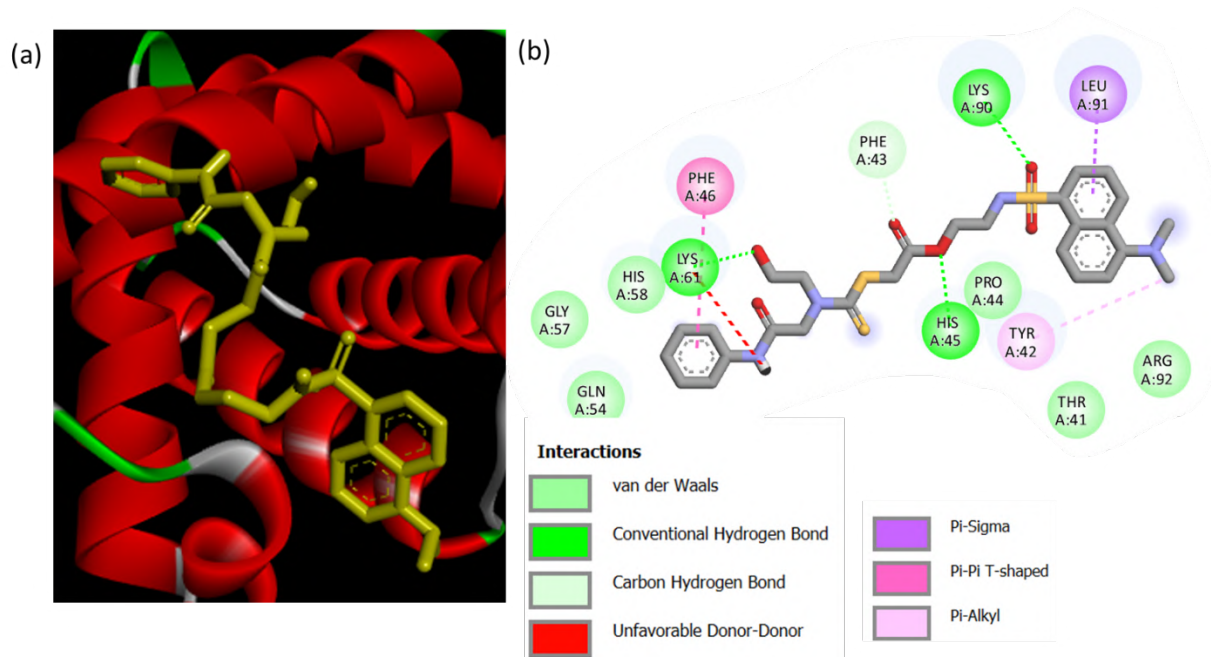 (a)
(b)
LYS
A:90
LEU
A:91
PHE
A:43
PHE
A:46
LYS
A:61
HIS
A:58
GLY
A:57
GLN
A:54
PRO
A:44
HIS
A:45
TYR
A:42
ARG
A:92
THR
A:41
N
N
N
Interactions
van der Waals
Conventional Hydrogen Bond
Carbon Hydrogen Bond
Unfavorable Donor-Donor
Pi-Sigma
Pi-Pi T-shaped
Pi-Alkyl